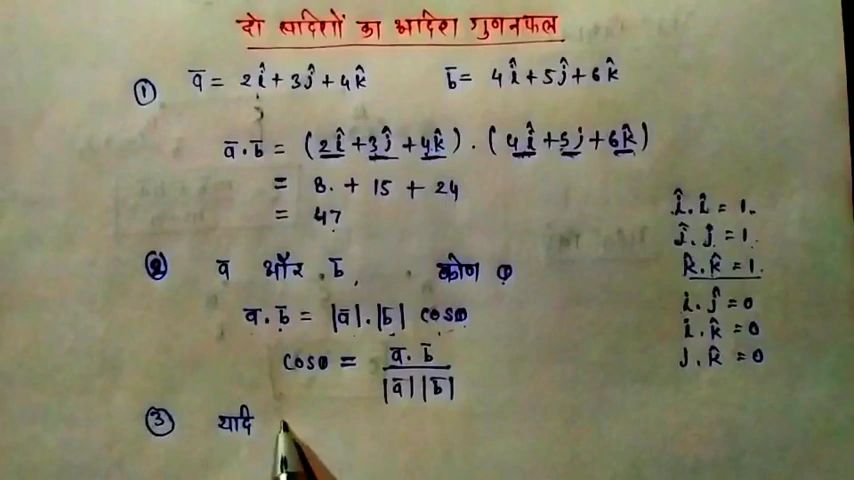 दो सदिशों का अदिश गुणनफल
① a̅ = 2î + 3ĵ + 4k̂ b̅ = 4î + 5ĵ + 6k̂
a̅ . b̅ = (2î + 3ĵ + 4k̂) . (4î + 5j + 6k̂)
= 8 + 15 + 24
= 47
② a̅ और b̅, कोण θ
a̅ . b̅ = |a̅| . |b̅| cosθ
cosθ = a̅ . b̅ / |a̅| |b̅|
③ यदि
î . î = 1
ĵ . ĵ = 1
k̂ . k̂ = 1
i . ĵ = 0
i . k̂ = 0
j . k̂ = 0